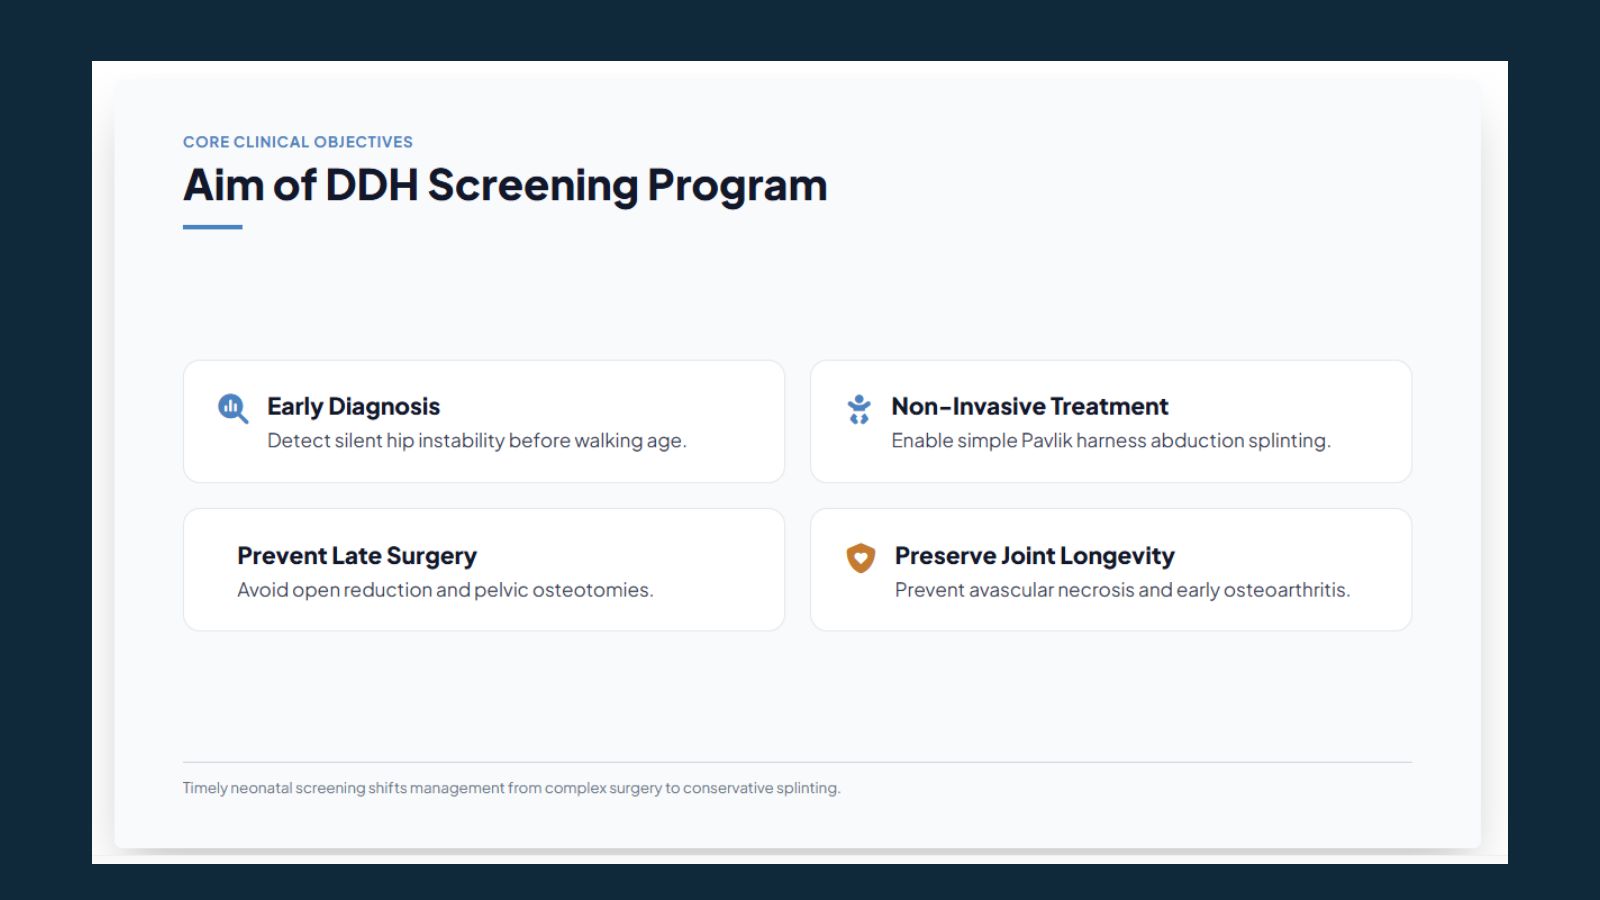 CORE CLINICAL OBJECTIVES
Aim of DDH Screening Program
Early Diagnosis
Detect silent hip instability before walking age.
Non-Invasive Treatment
Enable simple Pavlik harness abduction splinting.
Prevent Late Surgery
Avoid open reduction and pelvic osteotomies.
Preserve Joint Longevity
Prevent avascular necrosis and early osteoarthritis.
Timely neonatal screening shifts management from complex surgery to conservative splinting.